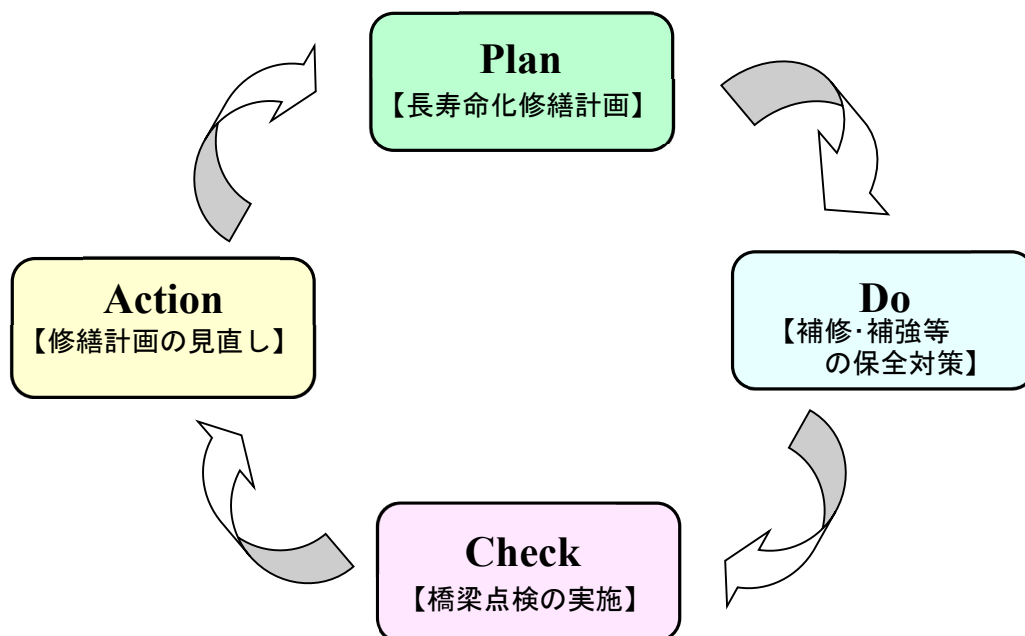 Plan
【長寿命化修繕計画】
Action
【修繕計画の見直し】
Do
【補修･補強等
の保全対策】
Check
【橋梁点検の実施】